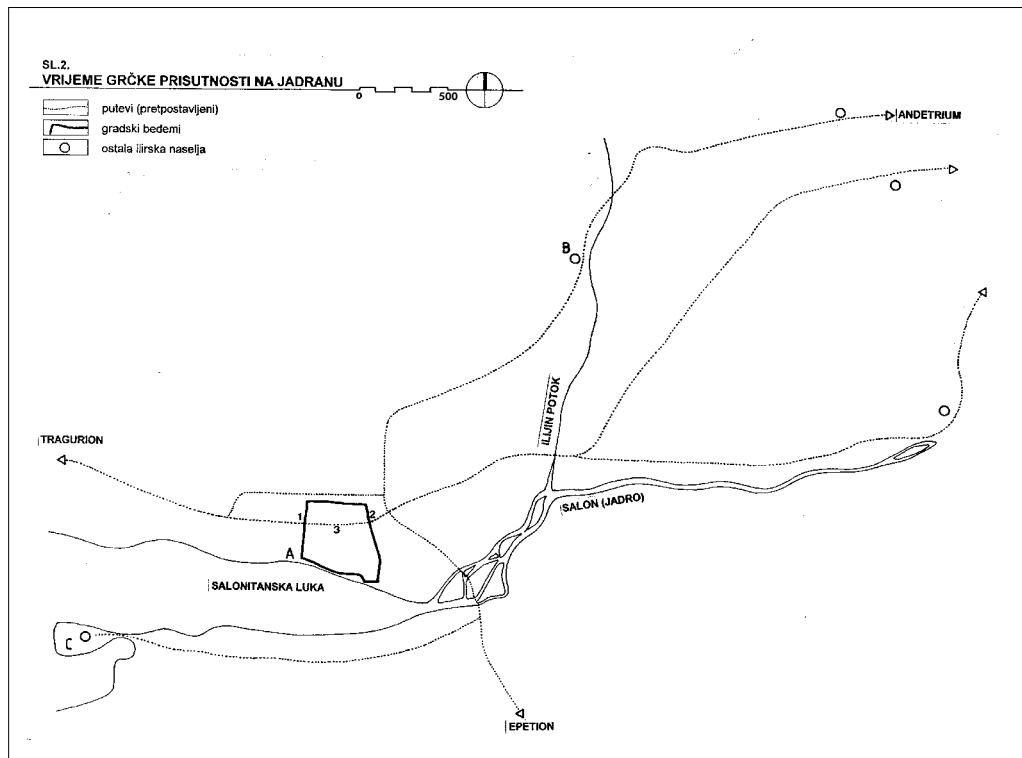 SL.2.
VRIJEME GRČKE PRISUTNOSTI NA JADRANU
0 500
putevi (pretpostavljeni)
gradski bedemi
ostala ilirska naselja
ANDETRIUM
B
ILIJIN POTOK
TRAGURION
SALON (JADRO)
1 2
3
A
SALONITANSKA LUKA
C
EPETION